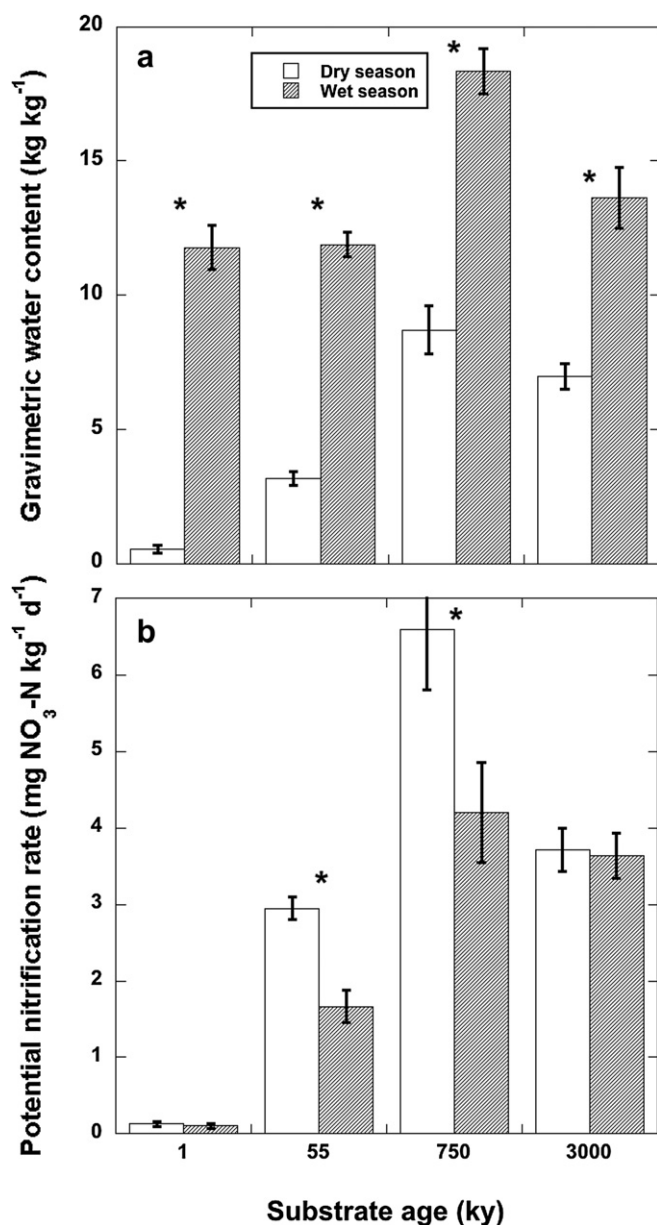 a
Dry season
Wet season
Gravimetric water content (kg kg⁻¹)
20
15
10
5
0
*
*
*
*
b
Potential nitrification rate (mg NO₃-N kg⁻¹ d⁻¹)
7
6
5
4
3
2
1
0
*
*
1 55 750 3000
Substrate age (ky)